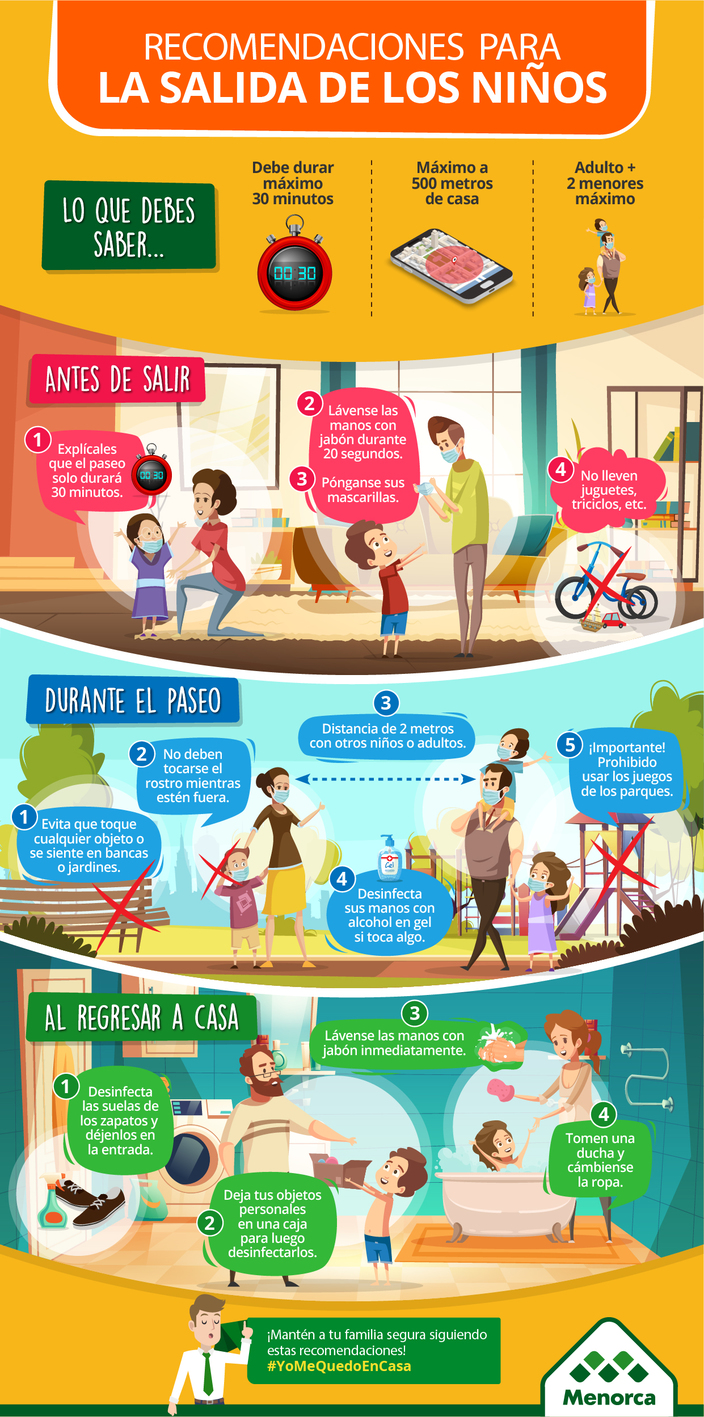 RECOMENDACIONES PARA
LA SALIDA DE LOS NIÑOS
LO QUE DEBES
SABER...
Debe durar
máximo
30 minutos
00 30
Máximo a
500 metros
de casa
Adulto +
2 menores
máximo
ANTES DE SALIR
1
Explícales
que el paseo
solo durará
30 minutos.
00 30
2
Lávense las
manos con
jabón durante
20 segundos.
3
Pónganse sus
mascarillas.
4
No lleven
juguetes,
triciclos, etc.
DURANTE EL PASEO
1
Evita que toque
cualquier objeto o
se siente en bancas
o jardines.
2
No deben
tocarse el
rostro mientras
estén fuera.
3
Distancia de 2 metros
con otros niños o adultos.
4
Gel
Desinfecta
sus manos con
alcohol en gel
si toca algo.
5
¡Importante!
Prohibido
usar los juegos
de los parques.
AL REGRESAR A CASA
1
Desinfecta
las suelas de
los zapatos y
déjenlos en
la entrada.
2
Deja tus objetos
personales
en una caja
para luego
desinfectarlos.
3
Lávense las manos con
jabón inmediatamente.
4
Tomen una
ducha y
cámbiense
la ropa.
¡Mantén a tu familia segura siguiendo
estas recomendaciones!
#YoMeQuedoEnCasa
Menorca